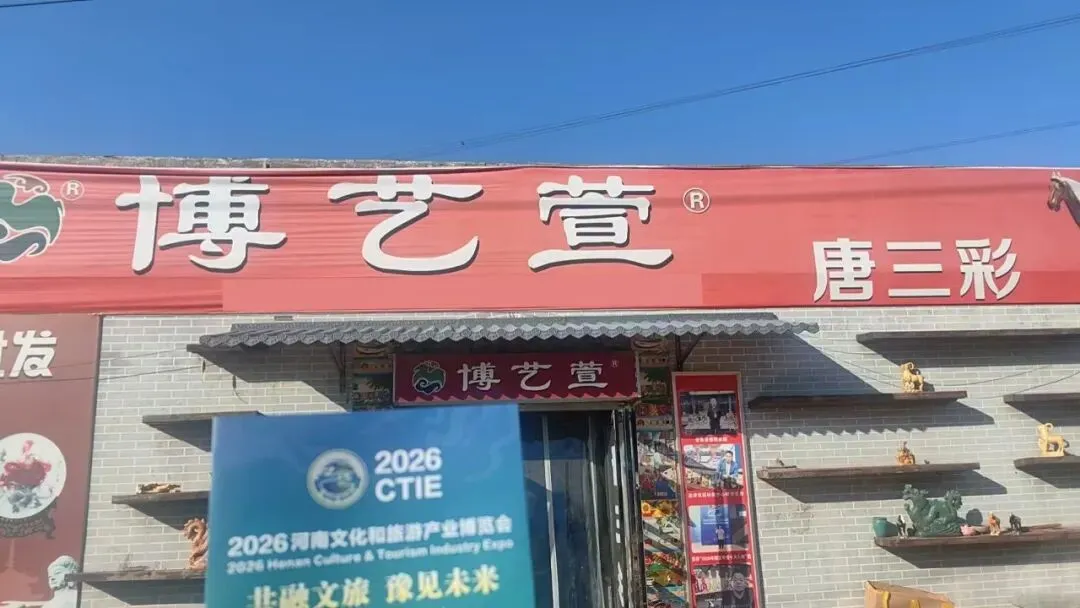 博艺萱®
唐三彩
发
博艺萱®
2026
CTIE
2026河南文化和旅游产业博览会
2026 Henan Culture & Tourism Industry Expo
共融文旅 豫见未来